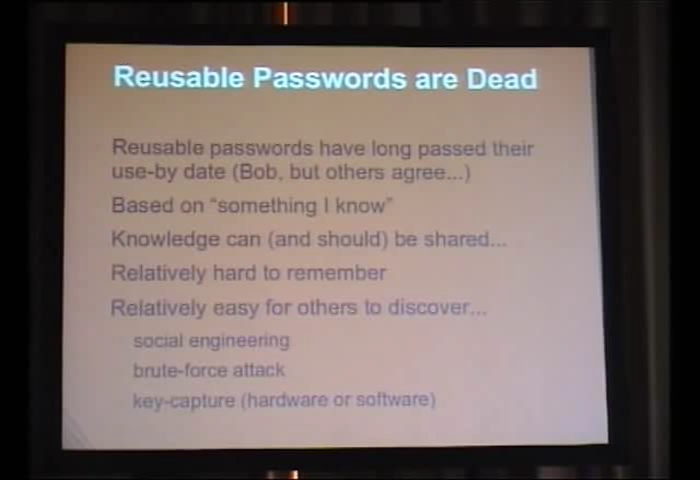 Reusable Passwords are Dead
Reusable passwords have long passed their
use-by date (Bob, but others agree...)
Based on "something I know"
Knowledge can (and should) be shared...
Relatively hard to remember
Relatively easy for others to discover...
social engineering
brute-force attack
key-capture (hardware or software)